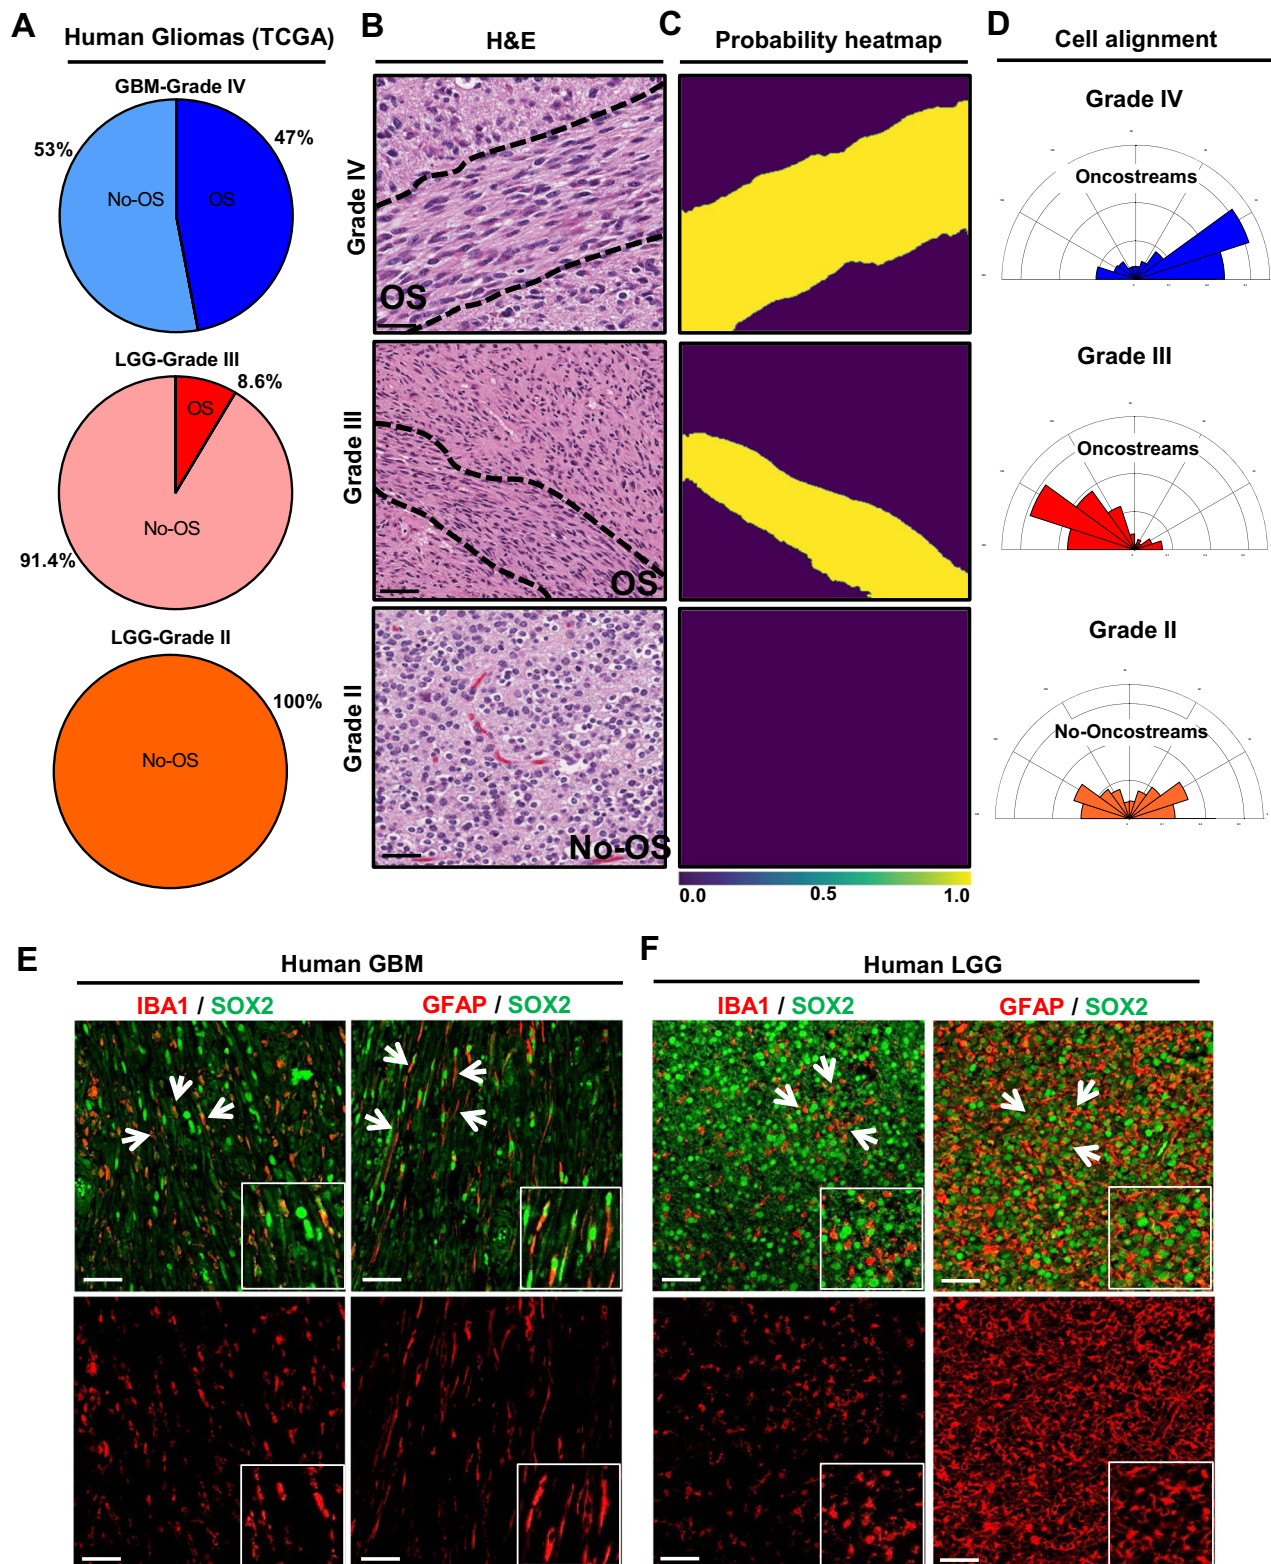 A
Human Gliomas (TCGA)
GBM-Grade IV
53%
47%
No-OS
OS
LGG-Grade III
8.6%
OS
No-OS
91.4%
LGG-Grade II
100%
No-OS
B
H&E
Grade IV
OS
Grade III
OS
Grade II
No-OS
C
Probability heatmap
0.0
0.5
1.0
D
Cell alignment
Grade IV
Oncostreams
Grade III
Oncostreams
Grade II
No-Oncostreams
E
Human GBM
IBA1 / SOX2
GFAP / SOX2
F
Human LGG
IBA1 / SOX2
GFAP / SOX2